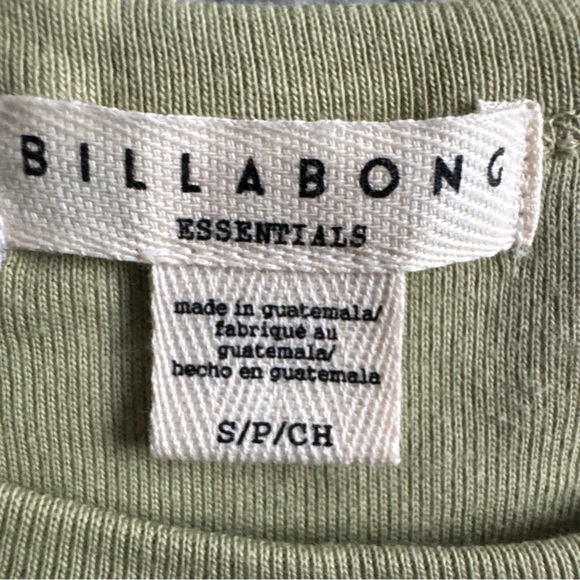 BILLABONG
ESSENTIALS
made in guatemala/
fabriqué au
guatemala/
hecho en guatemala
S/P/CH